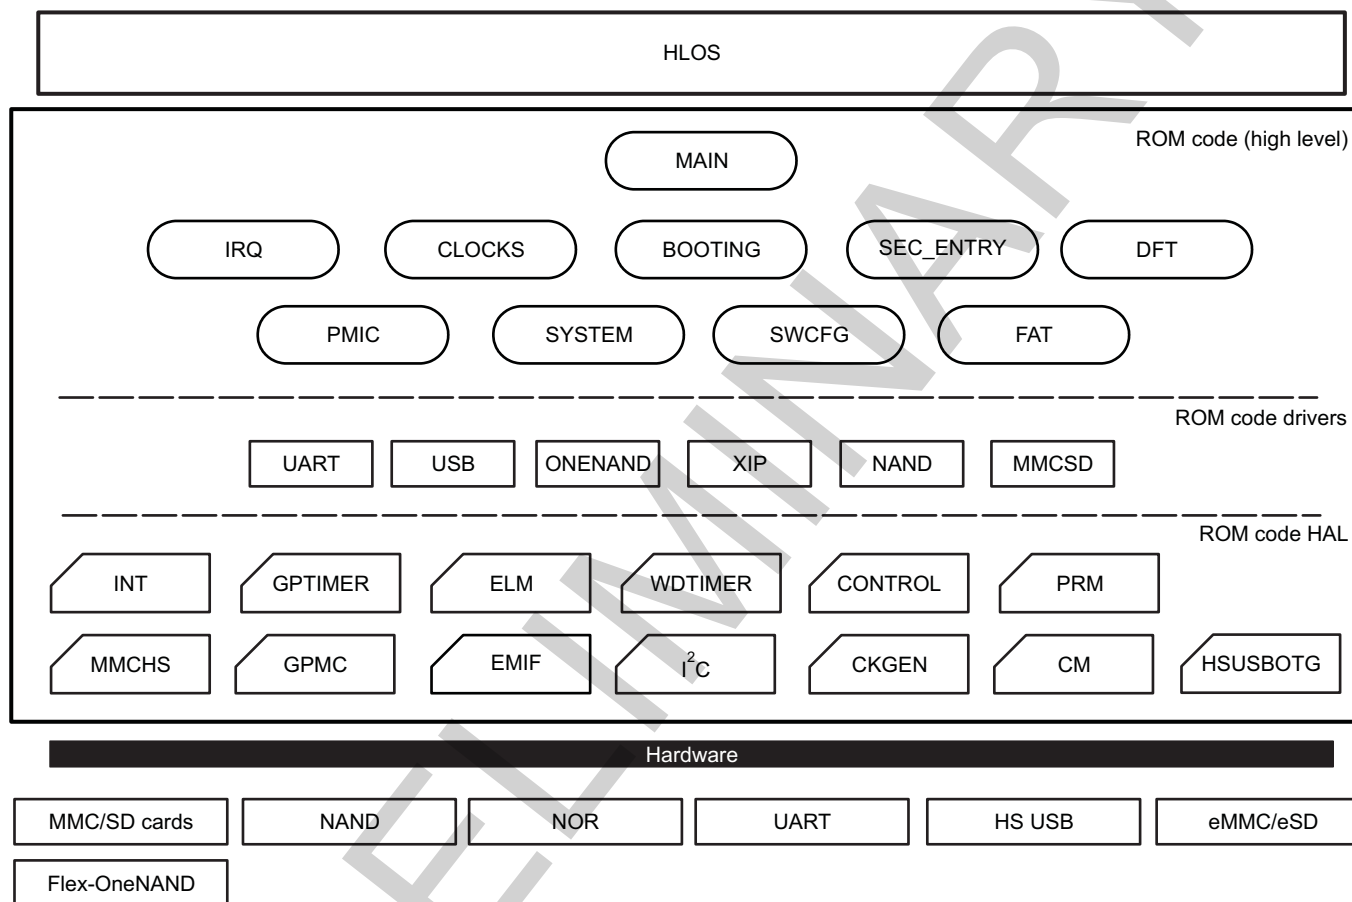 HLOS
ROM code (high level)
MAIN
IRQ CLOCKS BOOTING SEC_ENTRY DFT
PMIC SYSTEM SWCFG FAT
ROM code drivers
UART USB ONENAND XIP NAND MMCSD
ROM code HAL
INT GPTIMER ELM WDTIMER CONTROL PRM
MMCHS GPMC EMIF I²C CKGEN CM HSUSBOTG
Hardware
MMC/SD cards NAND NOR UART HS USB eMMC/eSD
Flex-OneNAND
ELIMINARY